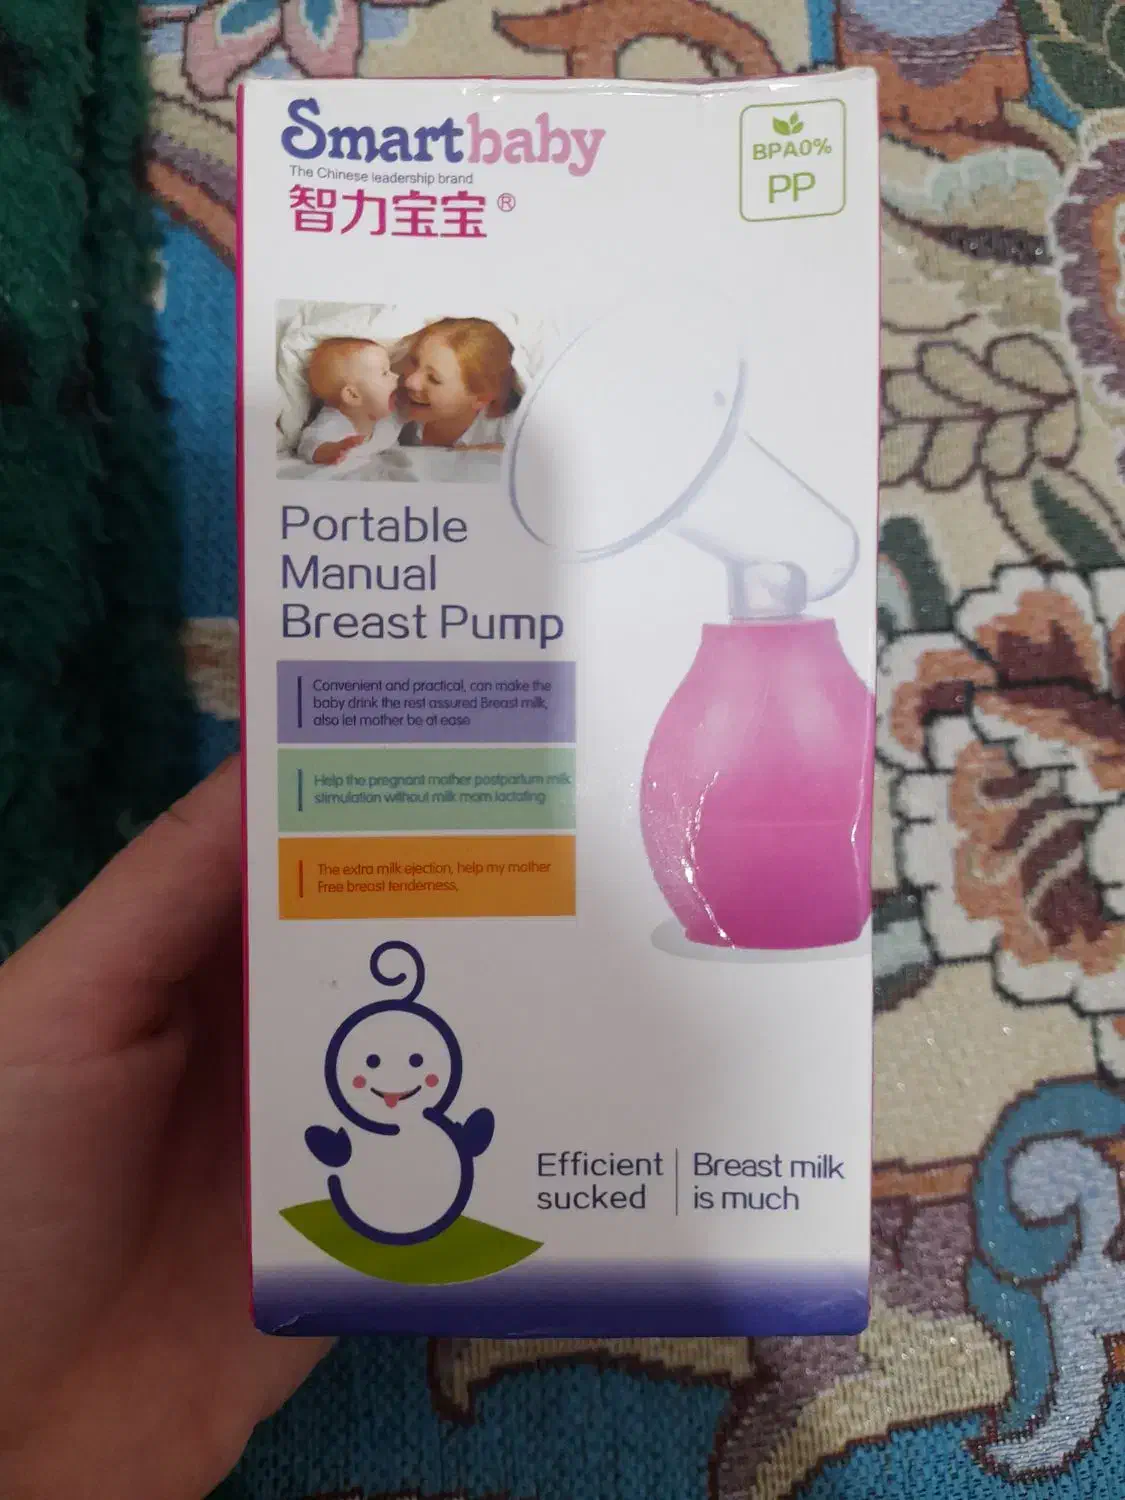 Smartbaby
The Chinese leadership brand
智力宝宝®
BPA0%
PP
Portable
Manual
Breast Pump
Convenient and practical, can make the
baby drink the rest assured Breast milk,
also let mother be at ease
Help the pregnant mother postpartum milk
stimulation without milk mom lactating
The extra milk ejection, help my mother
Free breast tenderness,
Efficient
sucked
Breast milk
is much